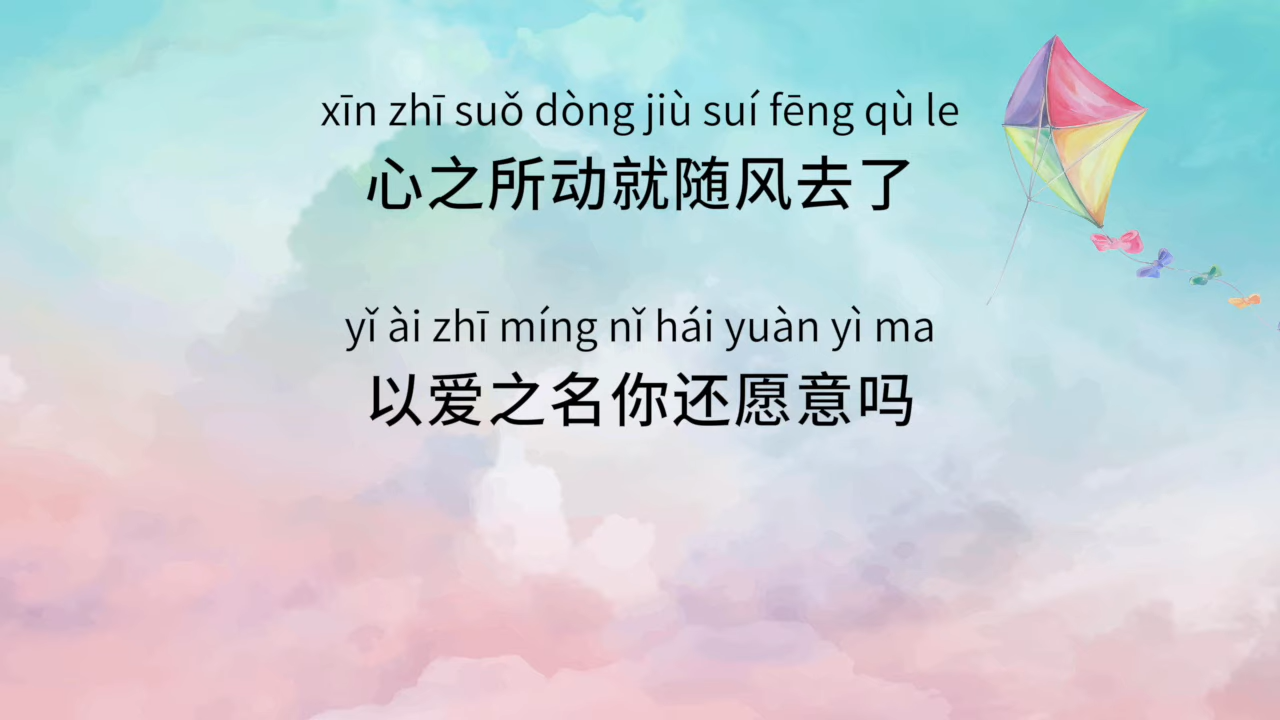 xīn zhī suǒ dòng jiù suí fēng qù le
心之所动就随风去了
yǐ ài zhī míng nǐ hái yuàn yì ma
以爱之名你还愿意吗